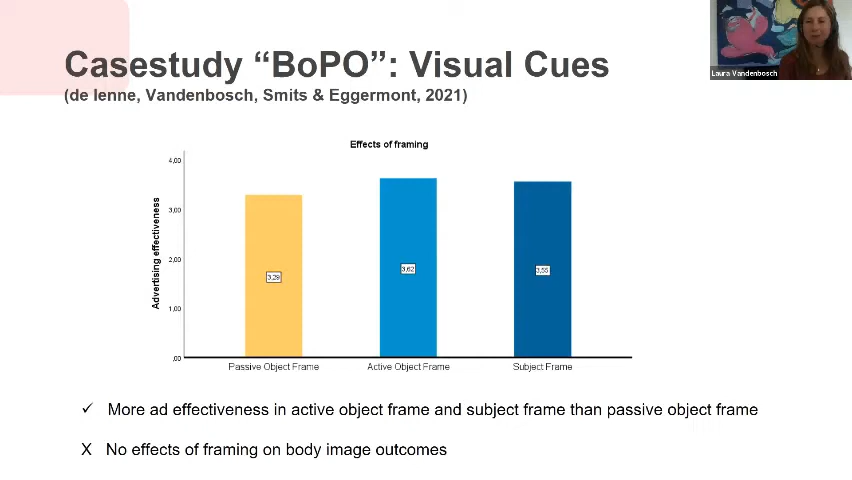 Casestudy “BoPO”: Visual Cues
(de lenne, Vandenbosch, Smits & Eggermont, 2021)
Laura Vandenbosch
Effects of framing
Advertising effectiveness
4,00
3,00
2,00
1,00
,00
3,29
3,62
3,55
Passive Object Frame
Active Object Frame
Subject Frame
✓ More ad effectiveness in active object frame and subject frame than passive object frame
X No effects of framing on body image outcomes